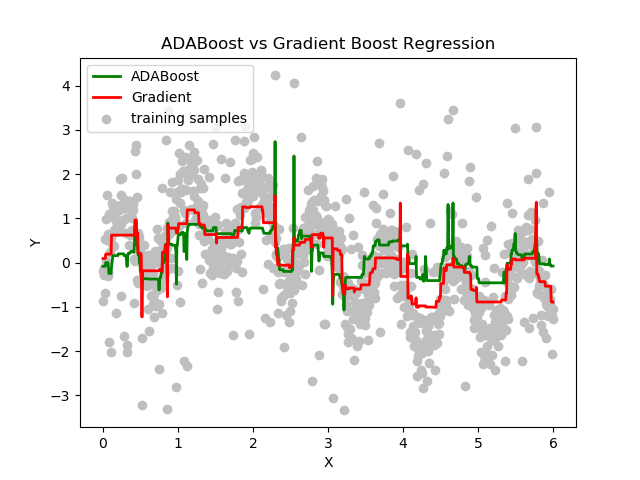 ADABoost vs Gradient Boost Regression
ADABoost
Gradient
training samples
4
3
2
1
0
−1
−2
−3
Y
0
1
2
3
4
5
6
X